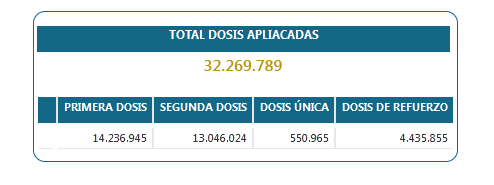 TOTAL DOSIS APLIACADAS
32.269.789
PRIMERA DOSIS SEGUNDA DOSIS DOSIS ÚNICA DOSIS DE REFUERZO
14.236.945 13.046.024 550.965 4.435.855